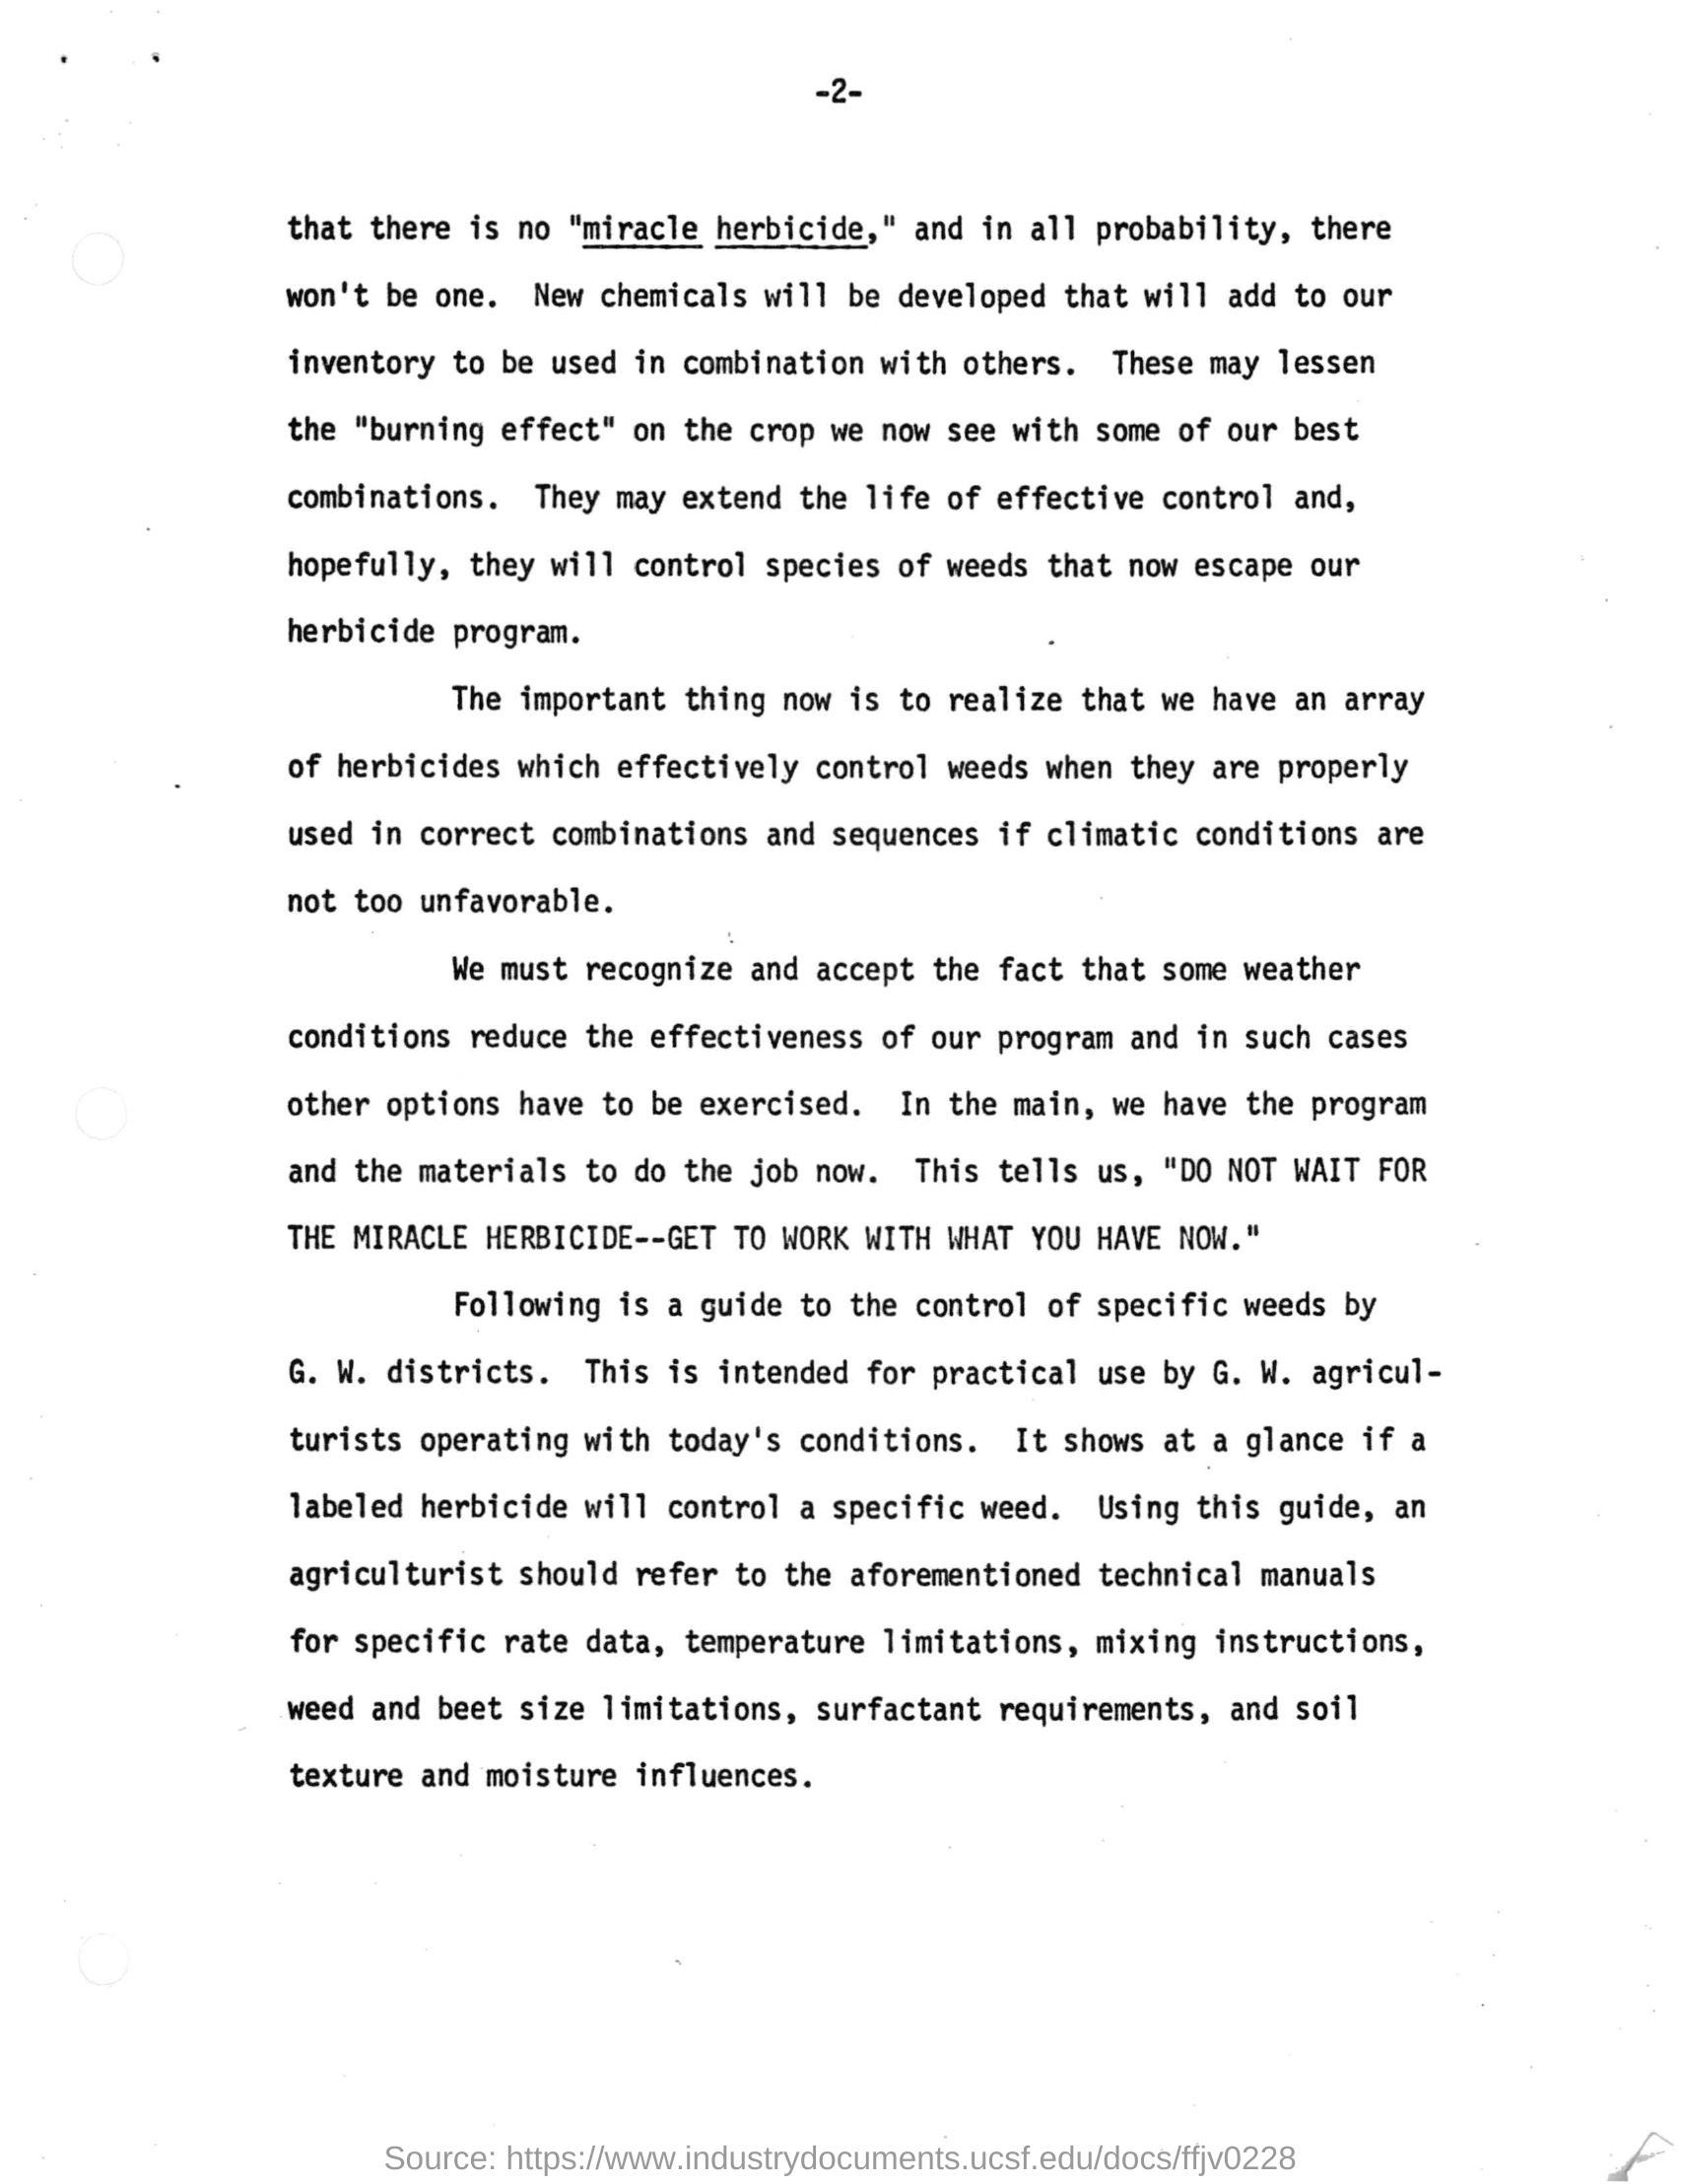 -2-
that there is no "miracle herbicide," and in all probability, there
won't be one. New chemicals will be developed that will add to our
inventory to be used in combination with others. These may lessen
the "burning effect" on the crop we now see with some of our best
combinations. They may extend the life of effective control and,
hopefully, they will control species of weeds that now escape our
herbicide program.
The important thing now is to realize that we have an array
of herbicides which effectively control weeds when they are properly
used in correct combinations and sequences if climatic conditions are
not too unfavorable.
We must recognize and accept the fact that some weather
conditions reduce the effectiveness of our program and in such cases
other options have to be exercised. In the main, we have the program
and the materials to do the job now. This tells us, "DO NOT WAIT FOR
THE MIRACLE HERBICIDE--GET TO WORK WITH WHAT YOU HAVE NOW."
Following is a guide to the control of specific weeds by
G. W. districts. This is intended for practical use by G. W. agricul-
turists operating with today's conditions. It shows at a glance if a
labeled herbicide will control a specific weed. Using this guide, an
agriculturist should refer to the aforementioned technical manuals
for specific rate data, temperature limitations, mixing instructions,
weed and beet size limitations, surfactant requirements, and soil
texture and moisture influences.
Source: https://www.industrydocuments.ucsf.edu/docs/ffjv0228